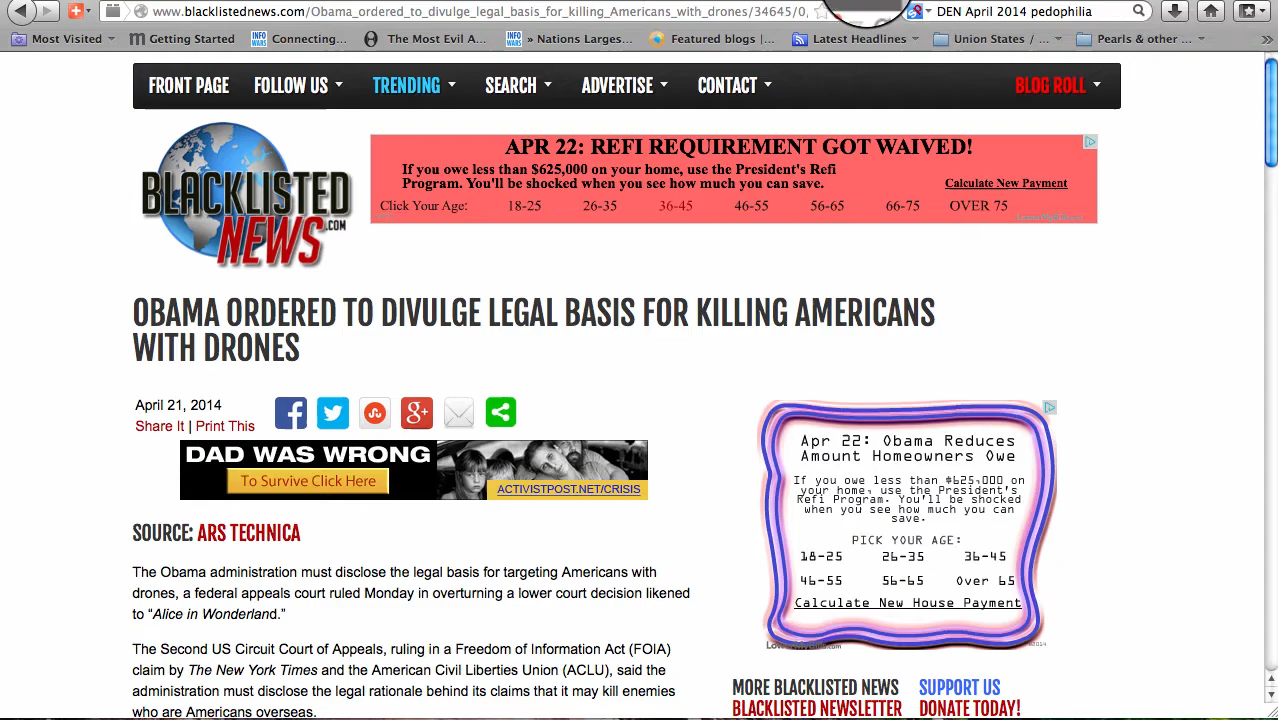 www.blacklistednews.com/Obama_ordered_to_divulge_legal_basis_for_killing_Americans_with_drones/34645/0,
DEN April 2014 pedophilia
Most Visited
Getting Started
INFO WARS
Connecting...
The Most Evil A...
INFO WARS
» Nations Larges...
Featured blogs |...
Latest Headlines
Union States / ...
Pearls & other ...
FRONT PAGE
FOLLOW US
TRENDING
SEARCH
ADVERTISE
CONTACT
BLOG ROLL
BLACKLISTED
NEWS
.COM
APR 22: REFI REQUIREMENT GOT WAIVED!
If you owe less than $625,000 on your home, use the President's Refi
Program. You'll be shocked when you see how much you can save.
Calculate New Payment
Click Your Age: 18-25 26-35 36-45 46-55 56-65 66-75 OVER 75
OBAMA ORDERED TO DIVULGE LEGAL BASIS FOR KILLING AMERICANS
WITH DRONES
April 21, 2014
Share It | Print This
DAD WAS WRONG
To Survive Click Here
ACTIVISTPOST.NET/CRISIS
SOURCE: ARS TECHNICA
The Obama administration must disclose the legal basis for targeting Americans with
drones, a federal appeals court ruled Monday in overturning a lower court decision likened
to “Alice in Wonderland.”
The Second US Circuit Court of Appeals, ruling in a Freedom of Information Act (FOIA)
claim by The New York Times and the American Civil Liberties Union (ACLU), said the
administration must disclose the legal rationale behind its claims that it may kill enemies
who are Americans overseas.
Apr 22: Obama Reduces
Amount Homeowners Owe
If you owe less than $625,000 on
your home, use the President's
Refi Program. You'll be shocked
when you see how much you can
save.
PICK YOUR AGE:
18-25 26-35 36-45
46-55 56-65 Over 65
Calculate New House Payment
MORE BLACKLISTED NEWS
BLACKLISTED NEWSLETTER
SUPPORT US
DONATE TODAY!